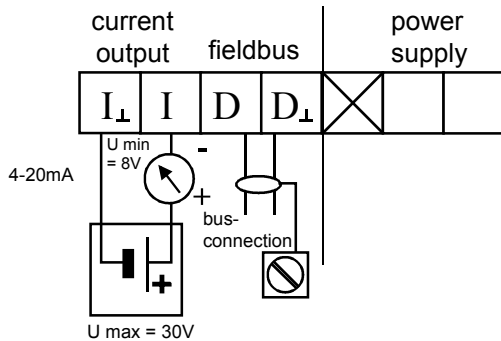 current output
fieldbus
power supply
I⊥ I D D⊥
U min = 8V
-
4-20mA
+
bus-connection
+
U max = 30V